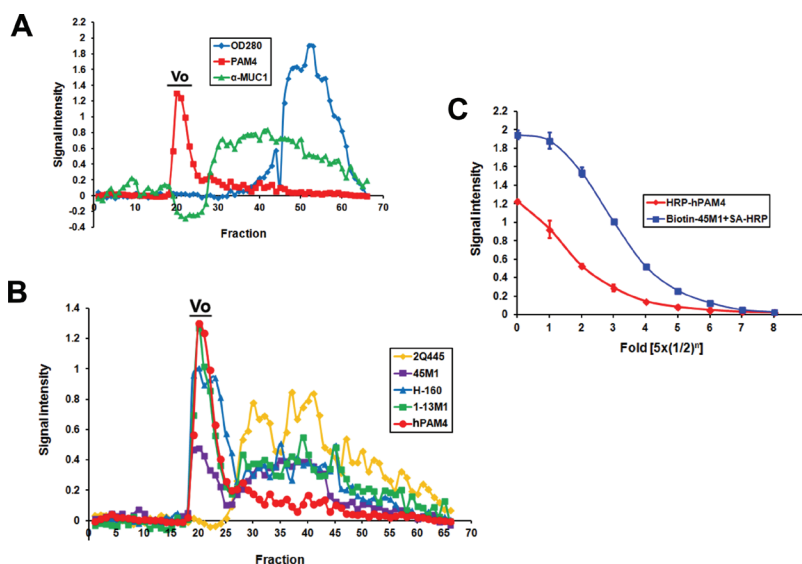 A
Signal intensity
2.2
2
1.8
1.6
1.4
1.2
1
0.8
0.6
0.4
0.2
0
-0.2
-0.4
Vo
OD280
PAM4
α-MUC1
0 10 20 30 40 50 60 70
Fraction
B
Signal intensity
1.4
1.2
1
0.8
0.6
0.4
0.2
0
Vo
2Q445
45M1
H-160
1-13M1
hPAM4
0 5 10 15 20 25 30 35 40 45 50 55 60 65 70
Fraction
C
Signal intensity
2.2
2
1.8
1.6
1.4
1.2
1
0.8
0.6
0.4
0.2
0
HRP-hPAM4
Biotin-45M1+SA-HRP
0 1 2 3 4 5 6 7 8
Fold [5x(1/2)ⁿ]